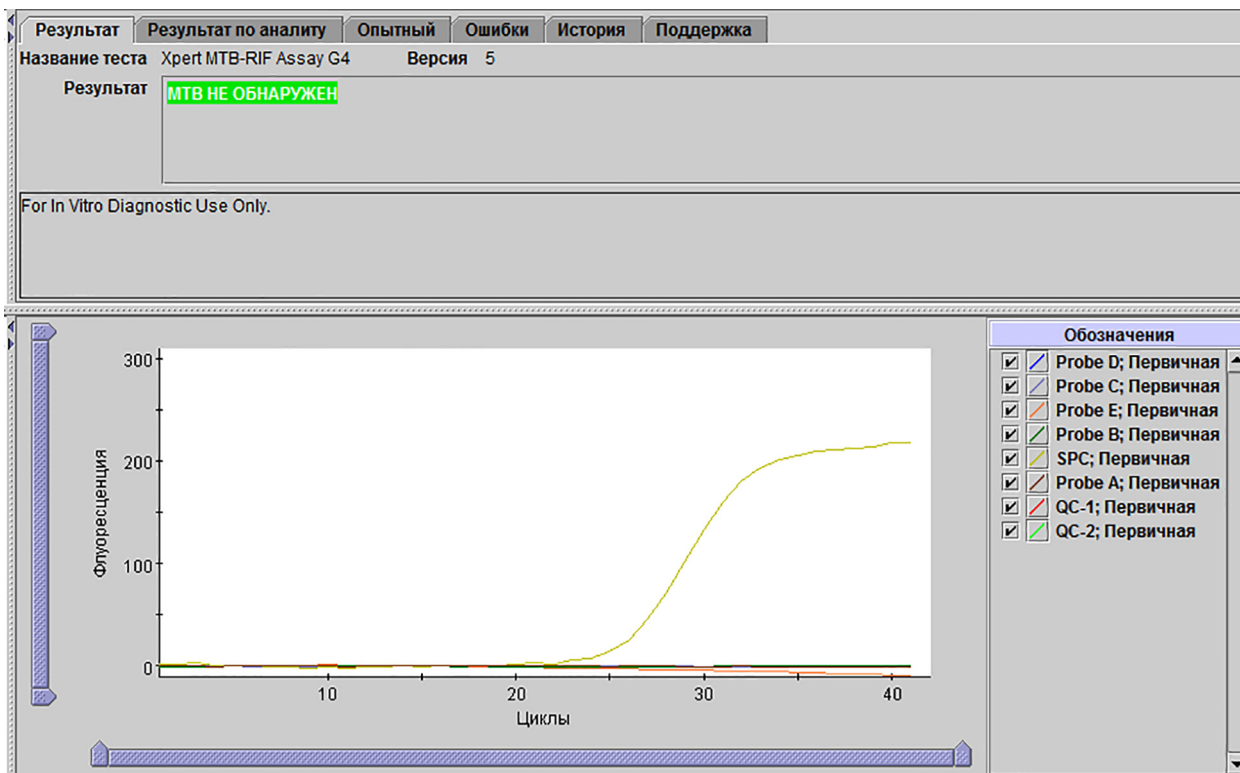 Результат Результат по аналиту Опытный Ошибки История Поддержка
Название теста Xpert MTB-RIF Assay G4 Версия 5
Результат МТВ НЕ ОБНАРУЖЕН
For In Vitro Diagnostic Use Only.
Обозначения
Probe D; Первичная
Probe C; Первичная
Probe E; Первичная
Probe B; Первичная
SPC; Первичная
Probe A; Первичная
QC-1; Первичная
QC-2; Первичная
Флуоресценция
300
200
100
0
10 20 30 40
Циклы